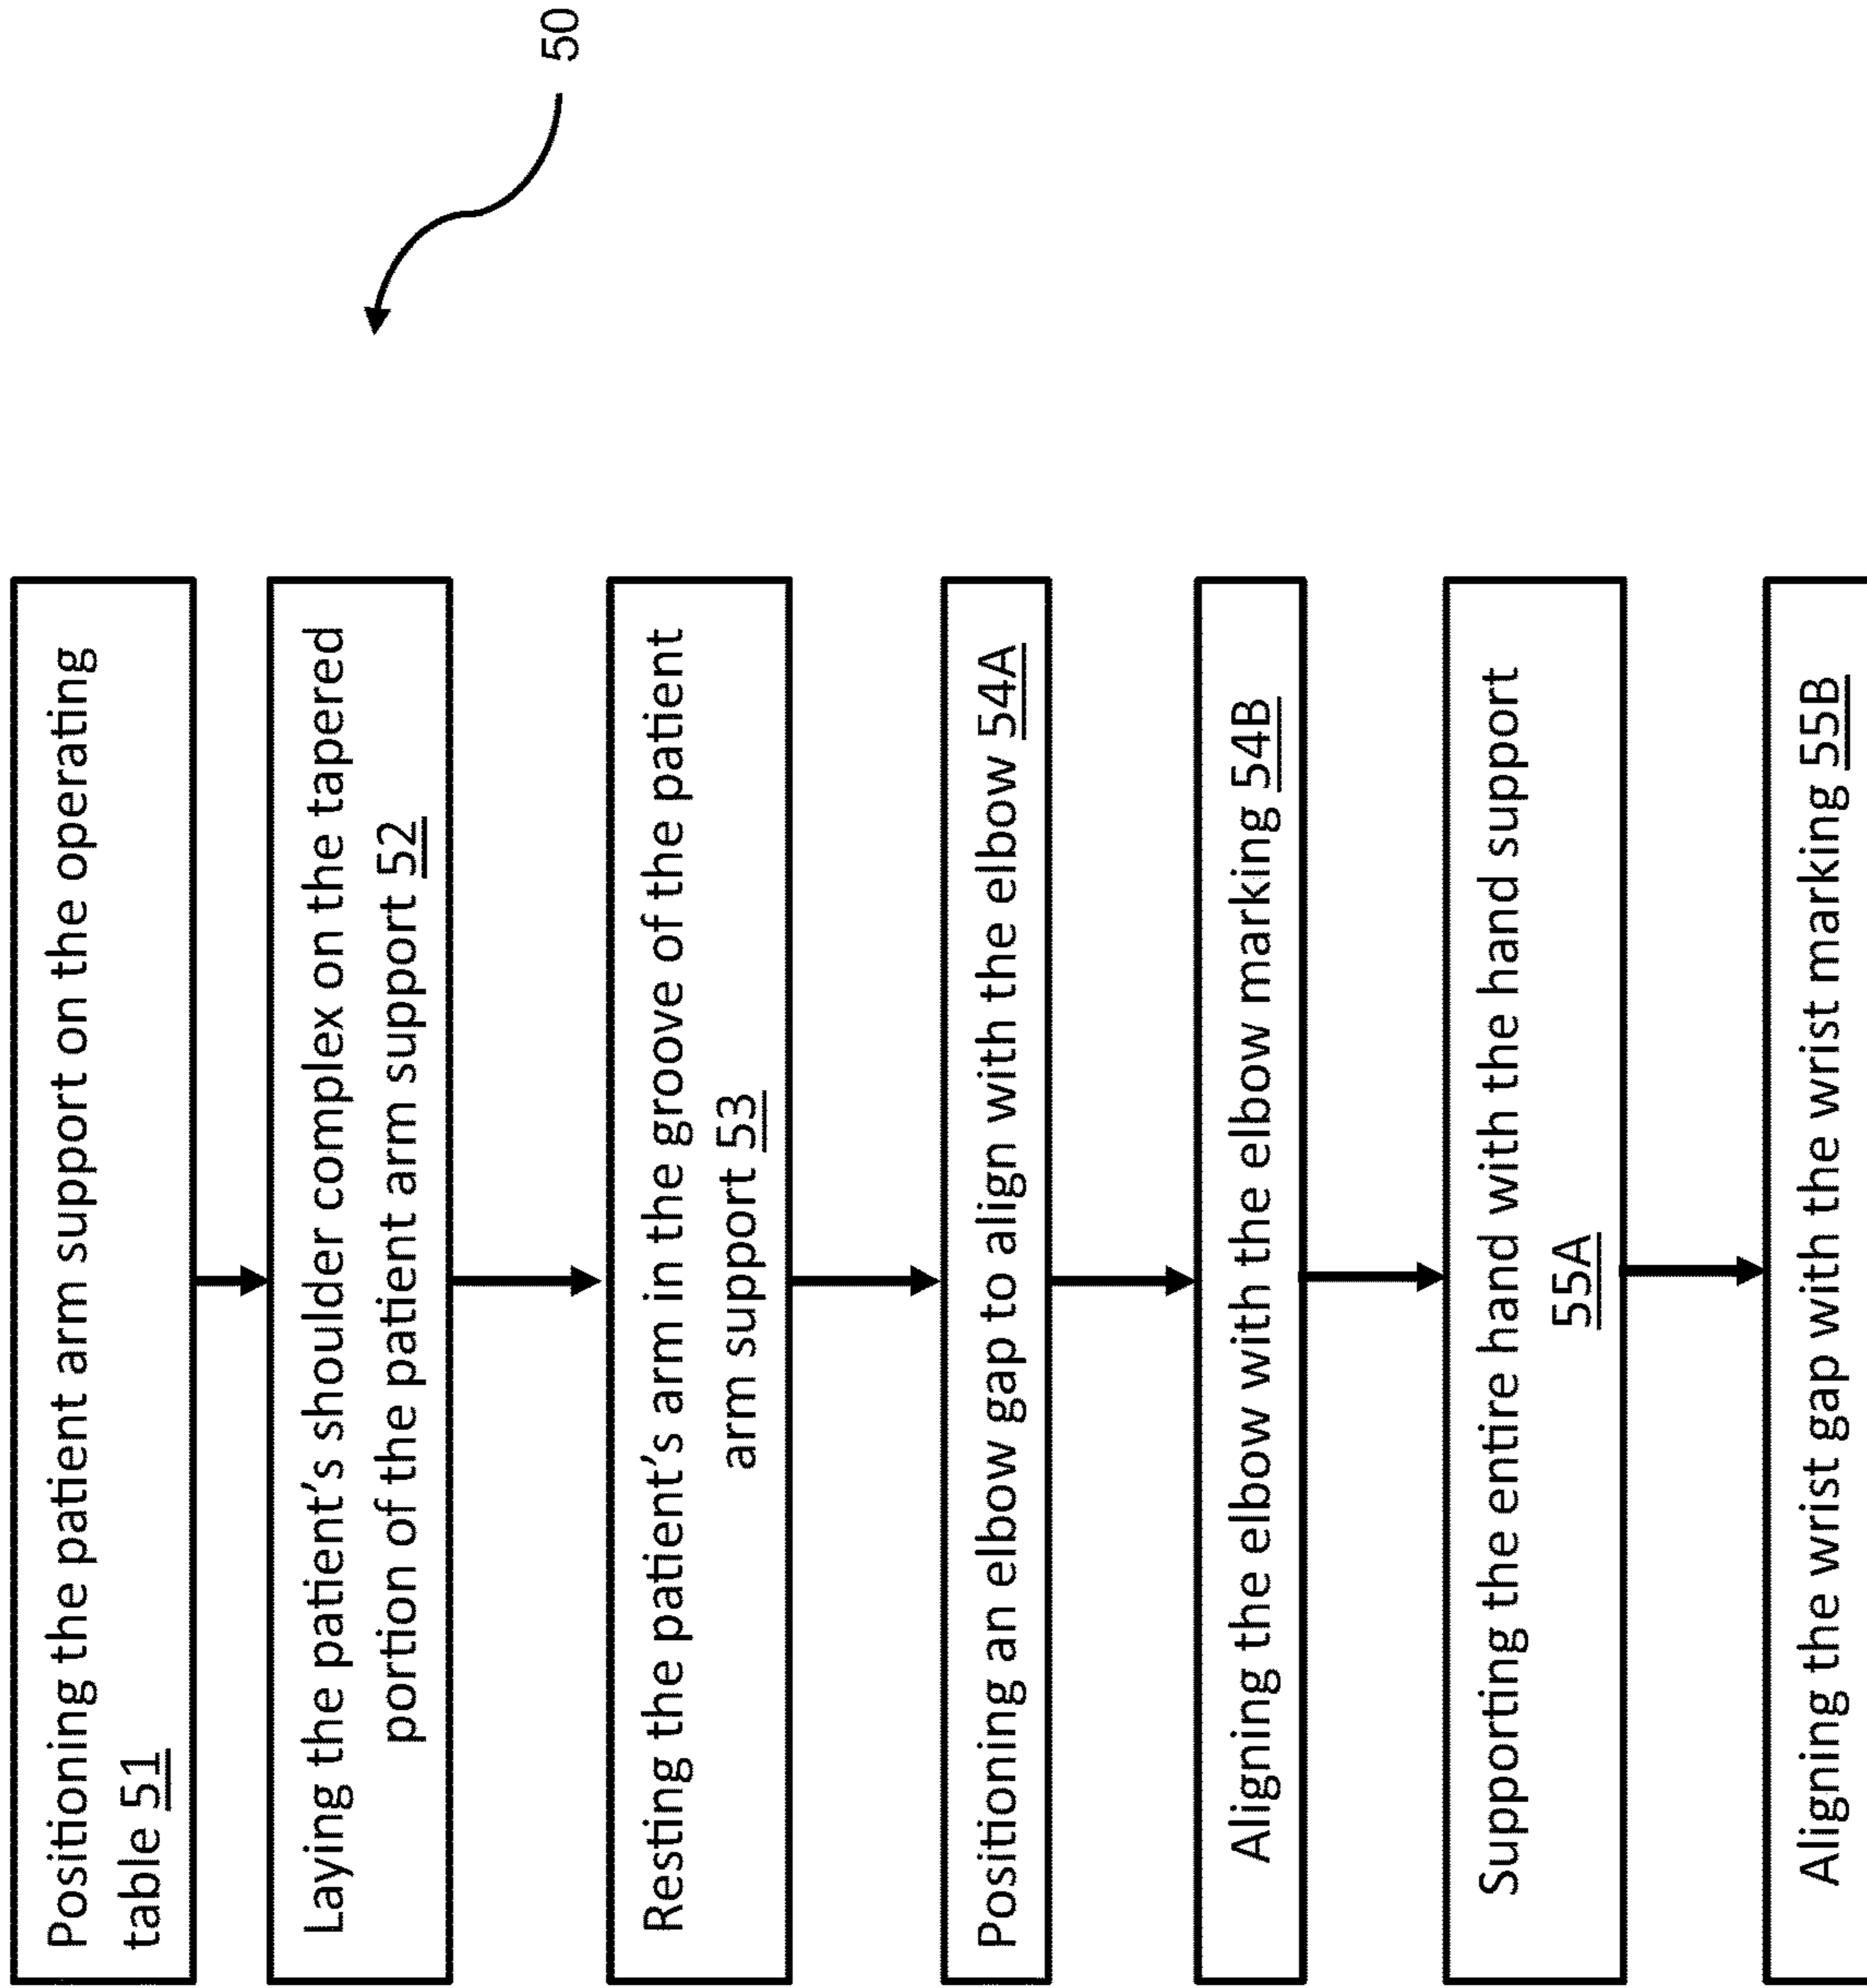 Positioning the patient arm support on the operating
table 51
Laying the patient's shoulder complex on the tapered
portion of the patient arm support 52
Resting the patient's arm in the groove of the patient
arm support 53
Positioning an elbow gap to align with the elbow 54A
Aligning the elbow with the elbow marking 54B
Supporting the entire hand with the hand support
55A
Aligning the wrist gap with the wrist marking 55B
50